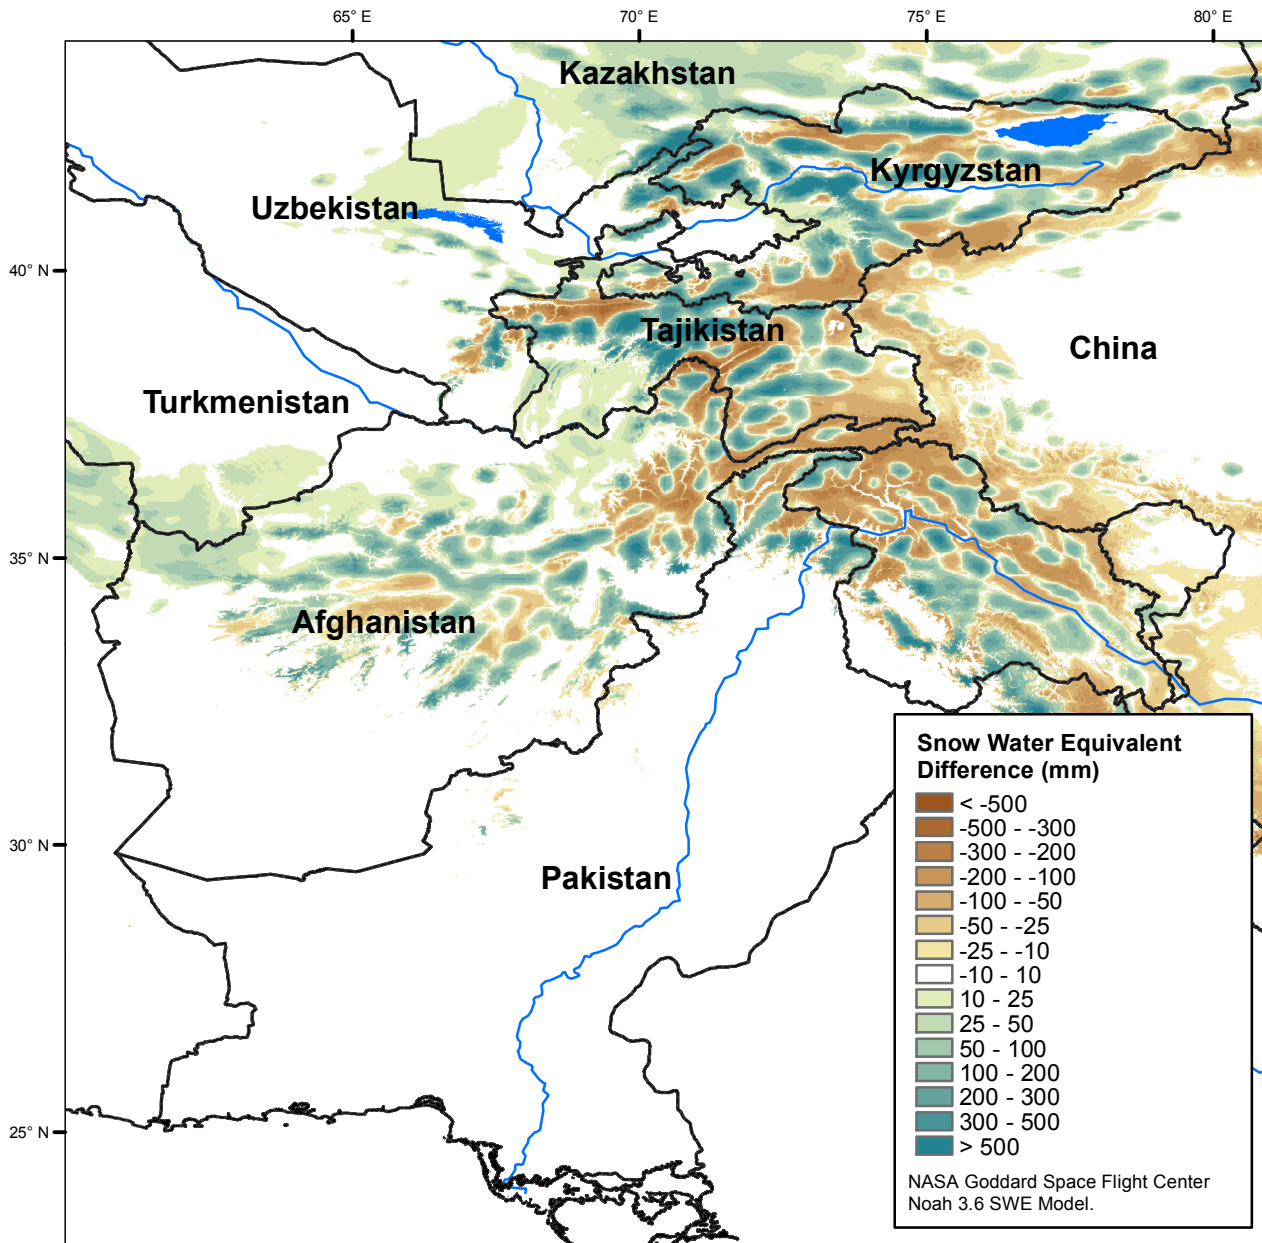 65° E
70° E
75° E
80° E
Kazakhstan
Kyrgyzstan
Uzbekistan
40° N
Tajikistan
China
Turkmenistan
35° N
Afghanistan
30° N
Pakistan
25° N
Snow Water Equivalent
Difference (mm)
< -500
-500 - -300
-300 - -200
-200 - -100
-100 - -50
-50 - -25
-25 - -10
-10 - 10
10 - 25
25 - 50
50 - 100
100 - 200
200 - 300
300 - 500
> 500
NASA Goddard Space Flight Center
Noah 3.6 SWE Model.